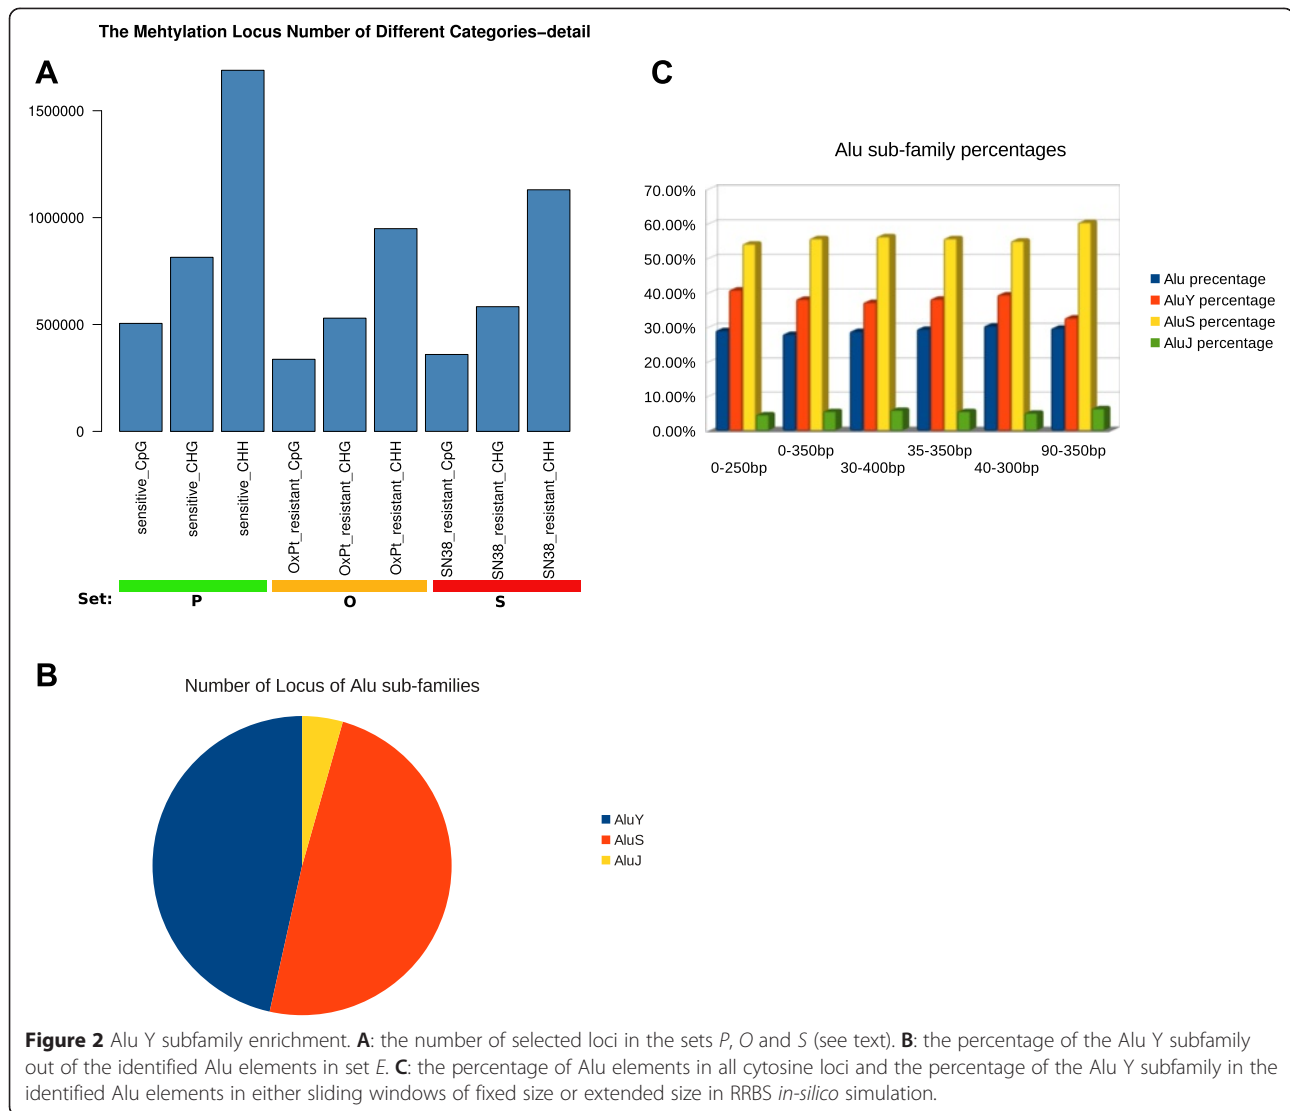 The Mehtylation Locus Number of Different Categories–detail
A
1500000
1000000
500000
0
sensitive_CpG
sensitive_CHG
sensitive_CHH
OxPt_resistant_CpG
OxPt_resistant_CHG
OxPt_resistant_CHH
SN38_resistant_CpG
SN38_resistant_CHG
SN38_resistant_CHH
Set:
P
O
S
C
Alu sub-family percentages
70.00%
60.00%
50.00%
40.00%
30.00%
20.00%
10.00%
0.00%
0-250bp
0-350bp
30-400bp
35-350bp
40-300bp
90-350bp
Alu precentage
AluY percentage
AluS percentage
AluJ percentage
B
Number of Locus of Alu sub-families
AluY
AluS
AluJ
Figure 2 Alu Y subfamily enrichment. A: the number of selected loci in the sets P, O and S (see text). B: the percentage of the Alu Y subfamily
out of the identified Alu elements in set E. C: the percentage of Alu elements in all cytosine loci and the percentage of the Alu Y subfamily in the
identified Alu elements in either sliding windows of fixed size or extended size in RRBS in-silico simulation.